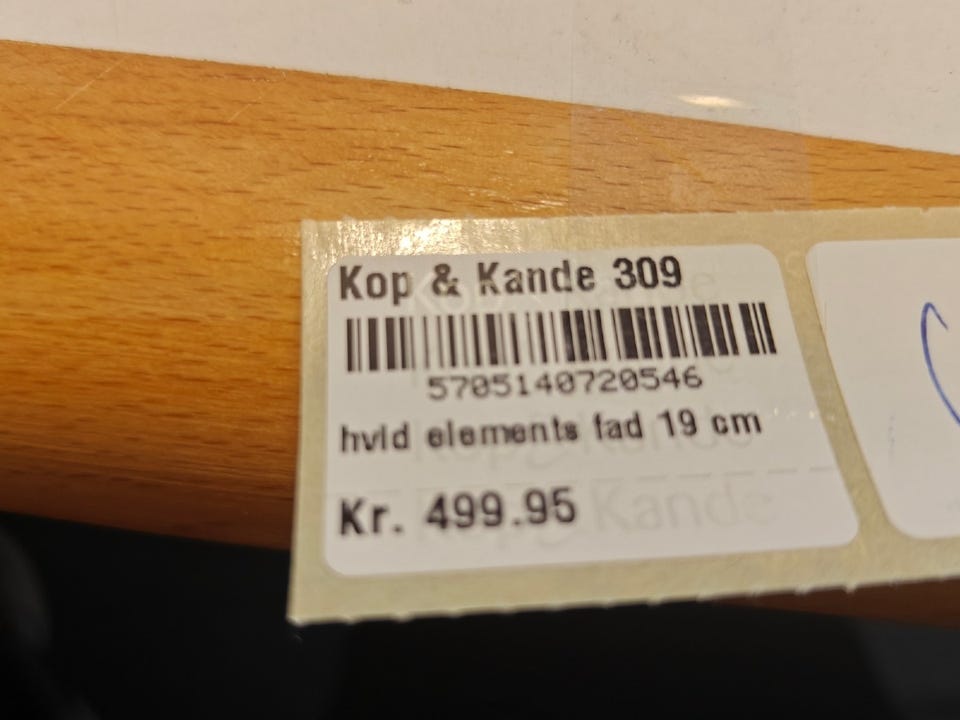 Kop & Kande 309
5705140720546
hvid elements fad 19 cm
Kr. 499.95